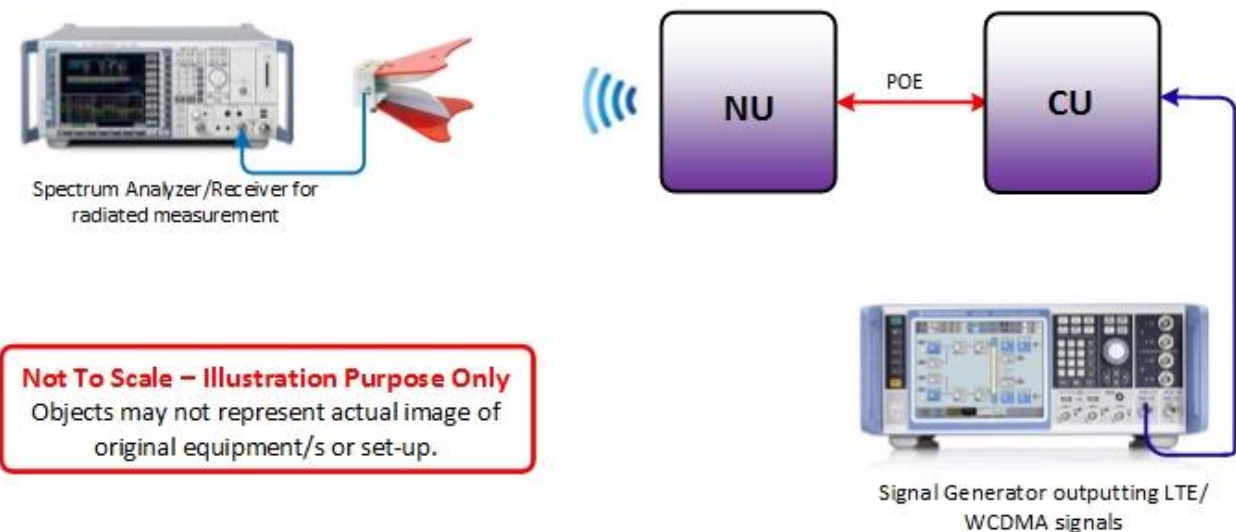 NU
POE
CU
Spectrum Analyzer/Receiver for
radiated measurement
Not To Scale – Illustration Purpose Only
Objects may not represent actual image of
original equipment/s or set-up.
Signal Generator outputting LTE/
WCDMA signals